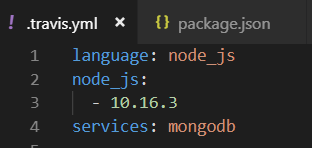 ! .travis.yml × {} package.json
1 language: node_js
2 node_js:
3   - 10.16.3
4 services: mongodb